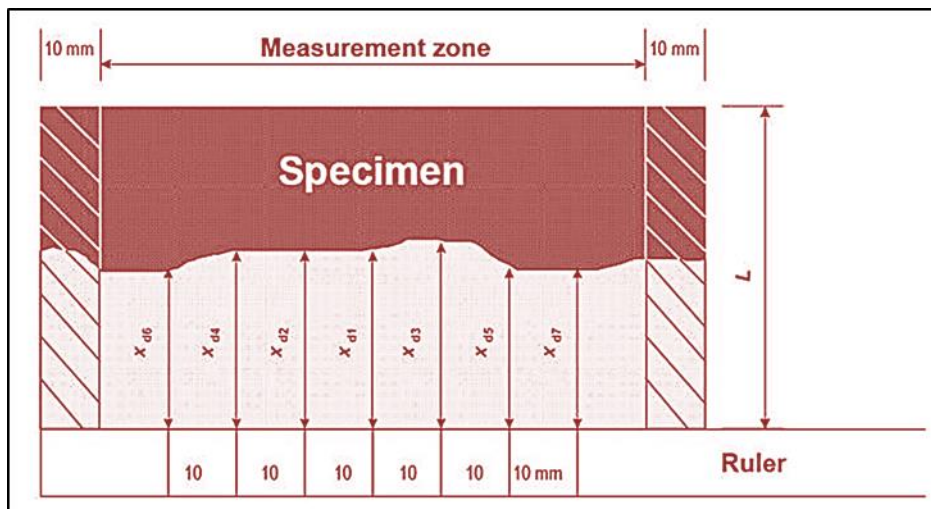 10 mm Measurement zone 10 mm
Specimen
L
x d6 x d4 x d2 x d1 x d3 x d5 x d7
10 10 10 10 10 10 mm
Ruler